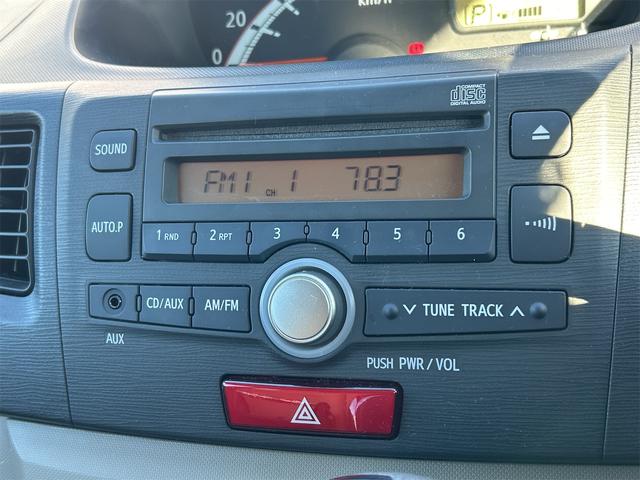 20
0
km/h
P
COMPACT
disc
DIGITAL AUDIO
SOUND
FM1 CH 1 78.3
AUTO.P
1 RND 2 RPT 3 4 5 6
CD/AUX AM/FM
TUNE TRACK
AUX
PUSH PWR/VOL